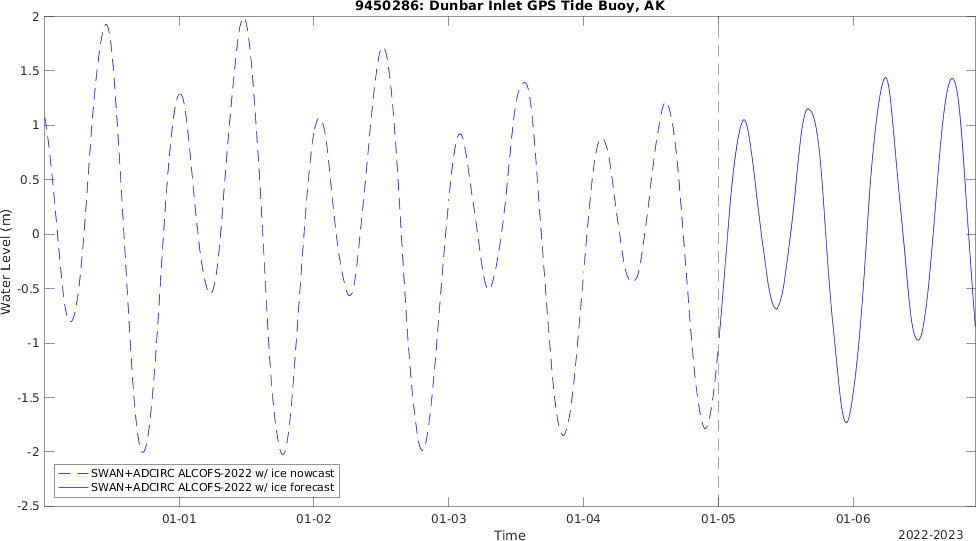 9450286: Dunbar Inlet GPS Tide Buoy, AK
2
1.5
1
0.5
0
-0.5
-1
-1.5
-2
-2.5
Water Level (m)
SWAN+ADCIRC ALCOFS-2022 w/ ice nowcast
SWAN+ADCIRC ALCOFS-2022 w/ ice forecast
01-01 01-02 01-03 01-04 01-05 01-06
Time
2022-2023